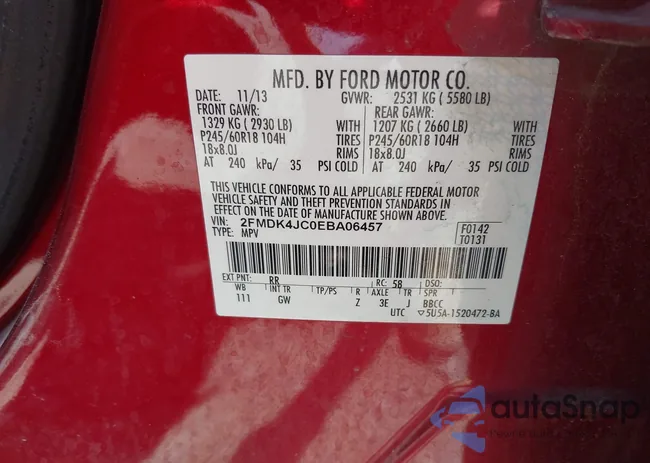 MFD. BY FORD MOTOR CO.
DATE: 11/13 GVWR: 2531 KG ( 5580 LB)
FRONT GAWR: REAR GAWR:
1329 KG ( 2930 LB) WITH 1207 KG ( 2660 LB) WITH
P245/60R18 104H TIRES P245/60R18 104H TIRES
18x8.0J RIMS 18x8.0J RIMS
AT 240 kPa/ 35 PSI COLD AT 240 kPa/ 35 PSI COLD
THIS VEHICLE CONFORMS TO ALL APPLICABLE FEDERAL MOTOR
VEHICLE SAFETY AND THEFT PREVENTION STANDARDS IN
EFFECT ON THE DATE OF MANUFACTURE SHOWN ABOVE.
VIN: 2FMDK4JC0EBA06457 F0142
TYPE: MPV T0131
EXT PNT: RR RC: 58 DSO:
WB INT TR TP/PS R AXLE TR SPR
111 GW Z 3E J BBCC
UTC ▽5U5A-1520472-BA
autoSnap